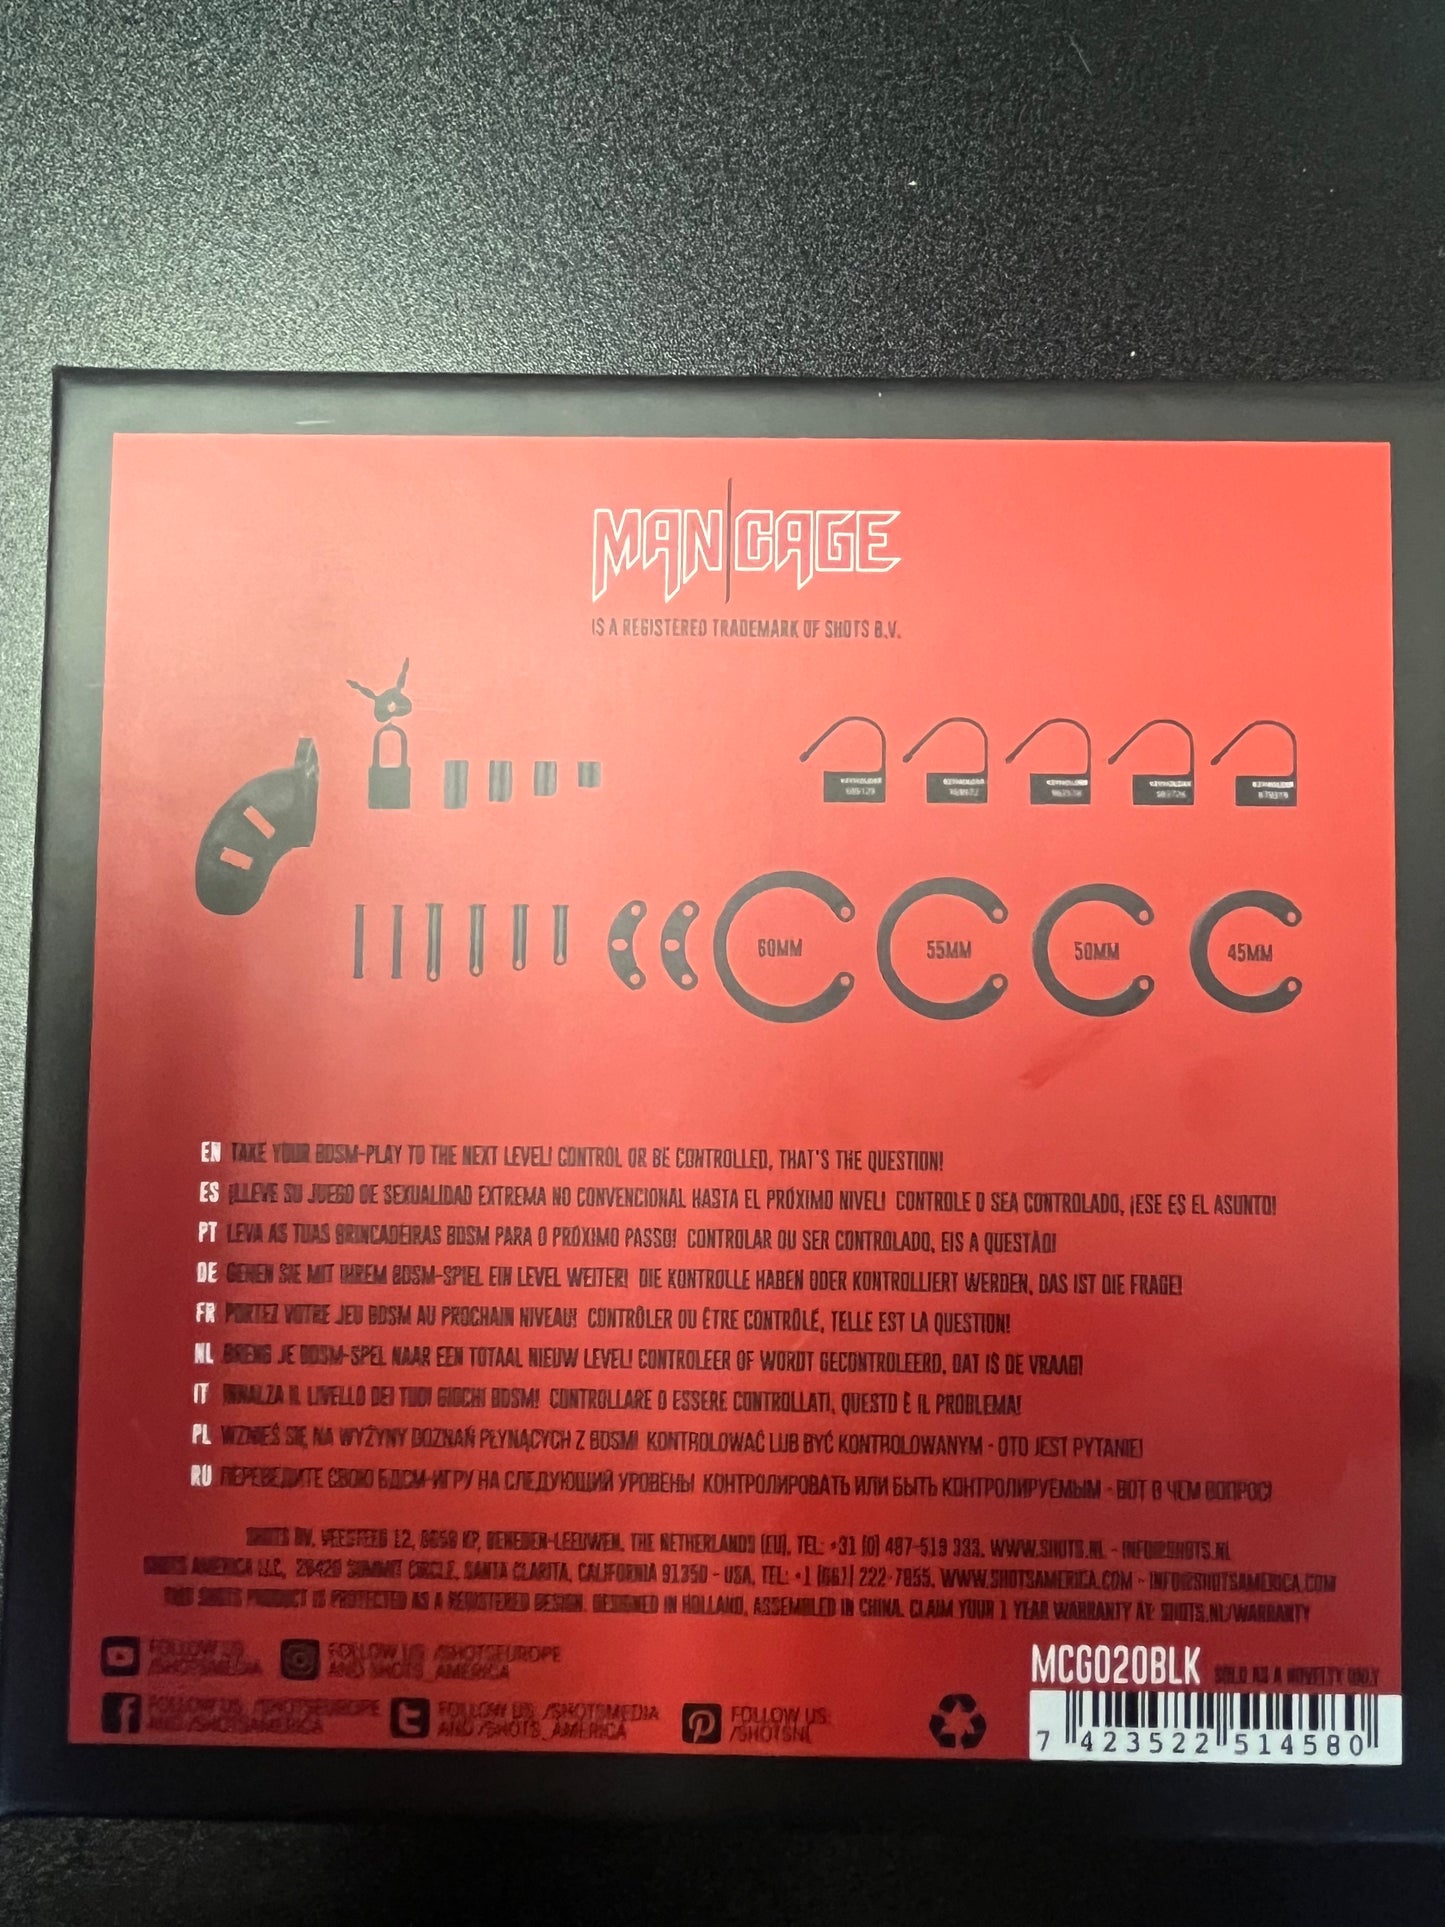 MAN|CAGE
IS A REGISTERED TRADEMARK OF SHOTS B.V.
KEYHOLDER KEYHOLDER KEYHOLDER KEYHOLDER KEYHOLDER
60MM 55MM 50MM 45MM
EN TAKE YOUR BDSM-PLAY TO THE NEXT LEVEL! CONTROL OR BE CONTROLLED, THAT'S THE QUESTION!
ES ¡LLEVE SU JUEGO DE SEXUALIDAD EXTREMA NO CONVENCIONAL HASTA EL PRÓXIMO NIVEL! CONTROLE O SEA CONTROLADO, ¡ESE ES EL ASUNTO!
PT LEVA AS TUAS BRINCADEIRAS BDSM PARA O PRÓXIMO PASSO! CONTROLAR OU SER CONTROLADO, EIS A QUESTÃO!
DE GEHEN SIE MIT IHREM BDSM-SPIEL EIN LEVEL WEITER! DIE KONTROLLE HABEN ODER KONTROLLIERT WERDEN, DAS IST DIE FRAGE!
FR PORTEZ VOTRE JEU BDSM AU PROCHAIN NIVEAU! CONTRÔLER OU ÊTRE CONTRÔLÉ, TELLE EST LA QUESTION!
NL BRENG JE BDSM-SPEL NAAR EEN TOTAAL NIEUW LEVEL! CONTROLEER OF WORDT GECONTROLEERD, DAT IS DE VRAAG!
IT INNALZA IL LIVELLO DEI TUOI GIOCHI BDSM! CONTROLLARE O ESSERE CONTROLLATI, QUESTO È IL PROBLEMA!
PL WZNIEŚ SIĘ NA WYŻYNY DOZNAŃ PŁYNĄCYCH Z BDSM! KONTROLOWAĆ LUB BYĆ KONTROLOWANYM - OTO JEST PYTANIE!
RU ПЕРЕВЕДИТЕ СВОЮ БДСМ-ИГРУ НА СЛЕДУЮЩИЙ УРОВЕНЬ! КОНТРОЛИРОВАТЬ ИЛИ БЫТЬ КОНТРОЛИРУЕМЫМ - ВОТ В ЧЕМ ВОПРОС!
SHOTS BV, 12, KP, BENEDEN-LEEUWEN, THE NETHERLANDS (EU), TEL: +31 (0) 487-519 393, WWW.SHOTS.NL - INFO@SHOTS.NL
SHOTS AMERICA LLC, 26420 SUMMIT CIRCLE, SANTA CLARITA, CALIFORNIA 91350 - USA, TEL: +1 (661) 222-7855, WWW.SHOTSAMERICA.COM - INFO@SHOTSAMERICA.COM
THIS SHOTS PRODUCT IS PROTECTED AS A REGISTERED DESIGN. DESIGNED IN HOLLAND, ASSEMBLED IN CHINA. CLAIM YOUR 1 YEAR WARRANTY AT: SHOTS.NL/WARRANTY
FOLLOW US: /SHOTSMEDIA
FOLLOW US: /SHOTSEUROPE AND SHOTS_AMERICA
MCG020BLK SOLD AS A NOVELTY ONLY
FOLLOW US: /SHOTSEUROPE AND /SHOTSAMERICA
FOLLOW US: /SHOTSMEDIA AND /SHOTS_AMERICA
FOLLOW US: /SHOTSNL
7 423522 514580